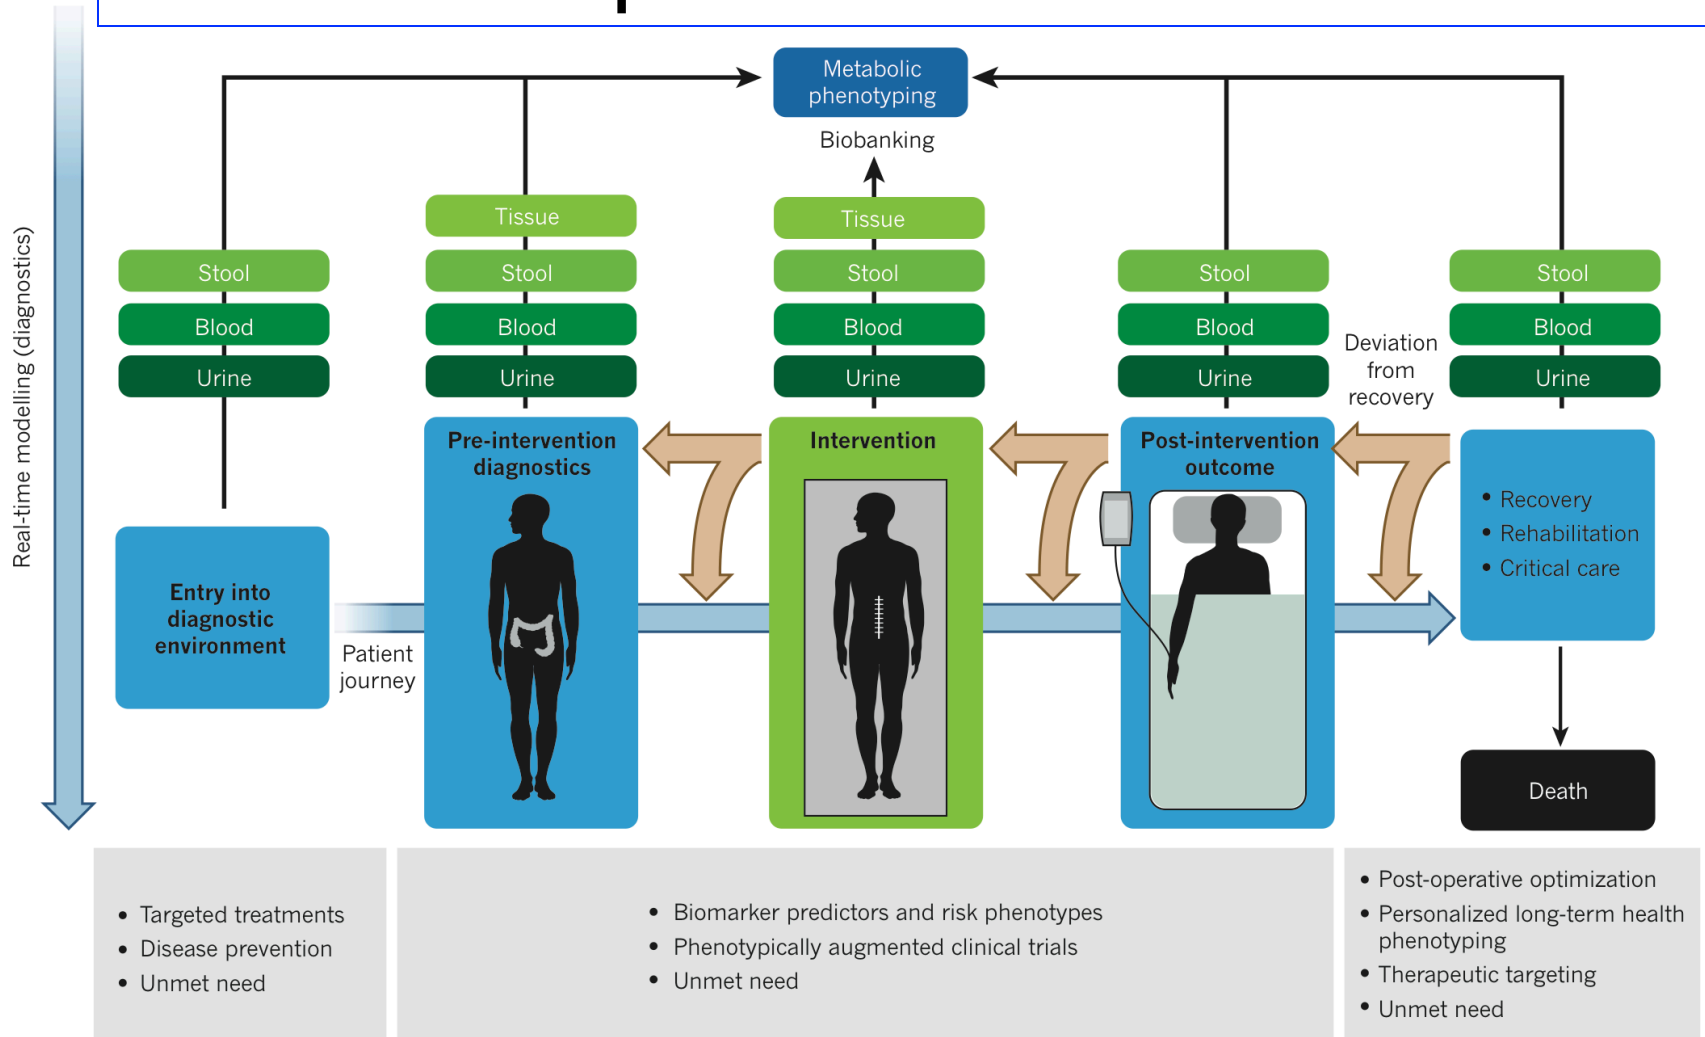 Metabolic
phenotyping
Biobanking
Real-time modelling (diagnostics)
Stool
Blood
Urine
Entry into
diagnostic
environment
Patient
journey
Tissue
Stool
Blood
Urine
Pre-intervention
diagnostics
Tissue
Stool
Blood
Urine
Intervention
Stool
Blood
Urine
Post-intervention
outcome
Deviation
from
recovery
Stool
Blood
Urine
• Recovery
• Rehabilitation
• Critical care
Death
• Targeted treatments
• Disease prevention
• Unmet need
• Biomarker predictors and risk phenotypes
• Phenotypically augmented clinical trials
• Unmet need
• Post-operative optimization
• Personalized long-term health
phenotyping
• Therapeutic targeting
• Unmet need